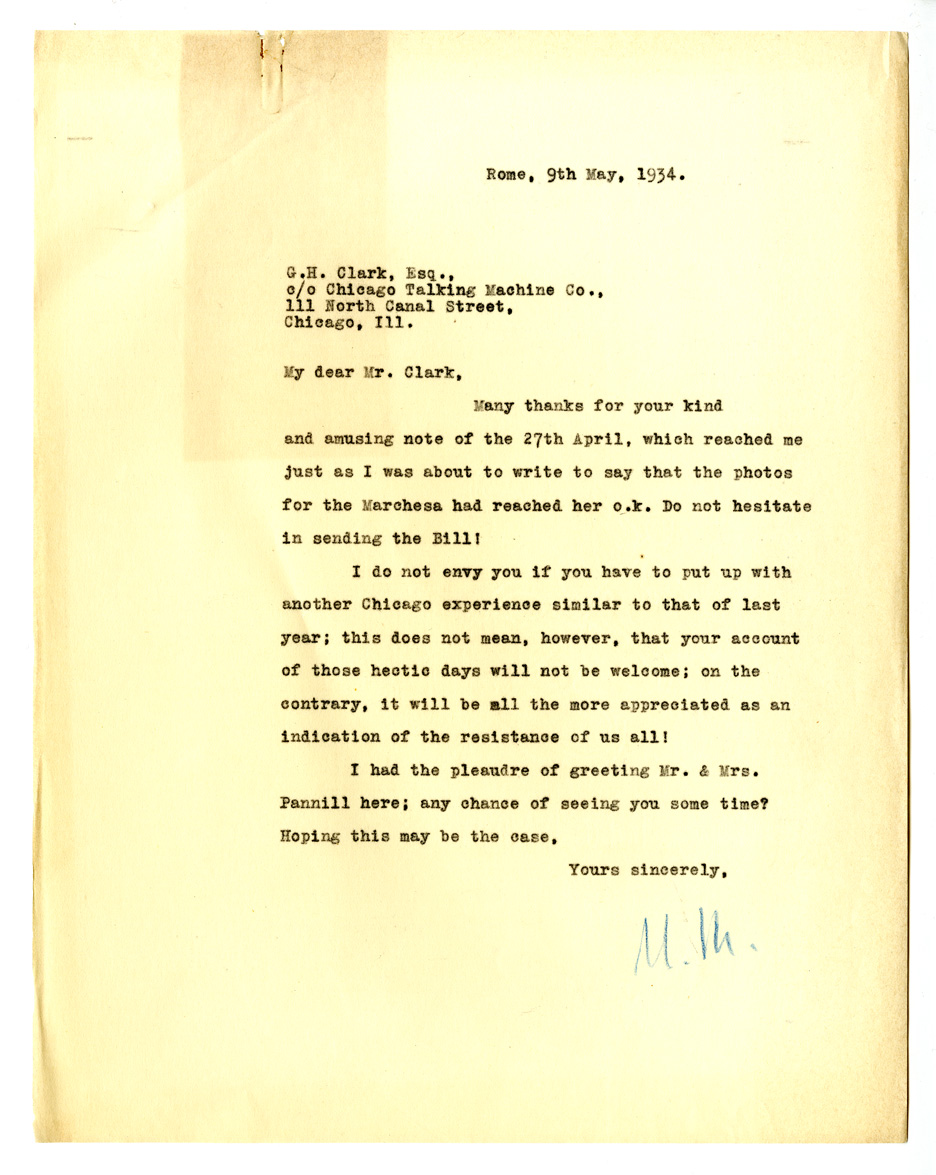 Rome, 9th May, 1934.
G.H. Clark, Esq.,
c/o Chicago Talking Machine Co.,
111 North Canal Street,
Chicago, Ill.
My dear Mr. Clark,
Many thanks for your kind
and amusing note of the 27th April, which reached me
just as I was about to write to say that the photos
for the Marchesa had reached her o.k. Do not hesitate
in sending the Bill!
I do not envy you if you have to put up with
another Chicago experience similar to that of last
year; this does not mean, however, that your account
of those hectic days will not be welcome; on the
contrary, it will be all the more appreciated as an
indication of the resistance of us all!
I had the pleaudre of greeting Mr. & Mrs.
Pannill here; any chance of seeing you some time?
Hoping this may be the case,
Yours sincerely,